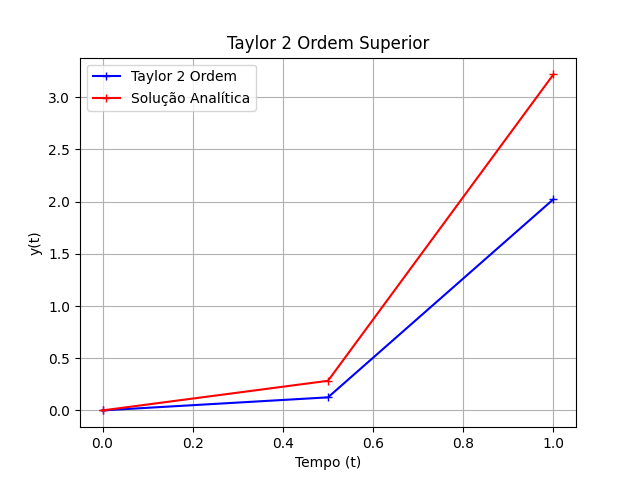 Taylor 2 Ordem Superior
Taylor 2 Ordem
Solução Analítica
y(t)
3.0
2.5
2.0
1.5
1.0
0.5
0.0
0.0 0.2 0.4 0.6 0.8 1.0
Tempo (t)